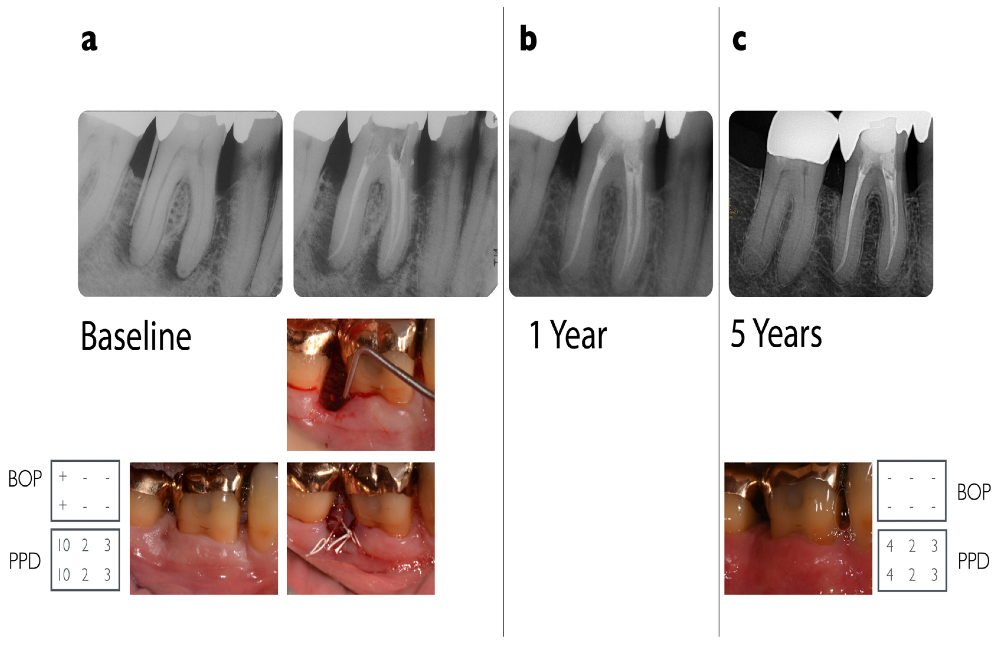 a
b
c
Baseline
1 Year
5 Years
BOP
+ - -
+ - -
PPD
10 2 3
10 2 3
- - -
- - -
BOP
4 2 3
4 2 3
PPD